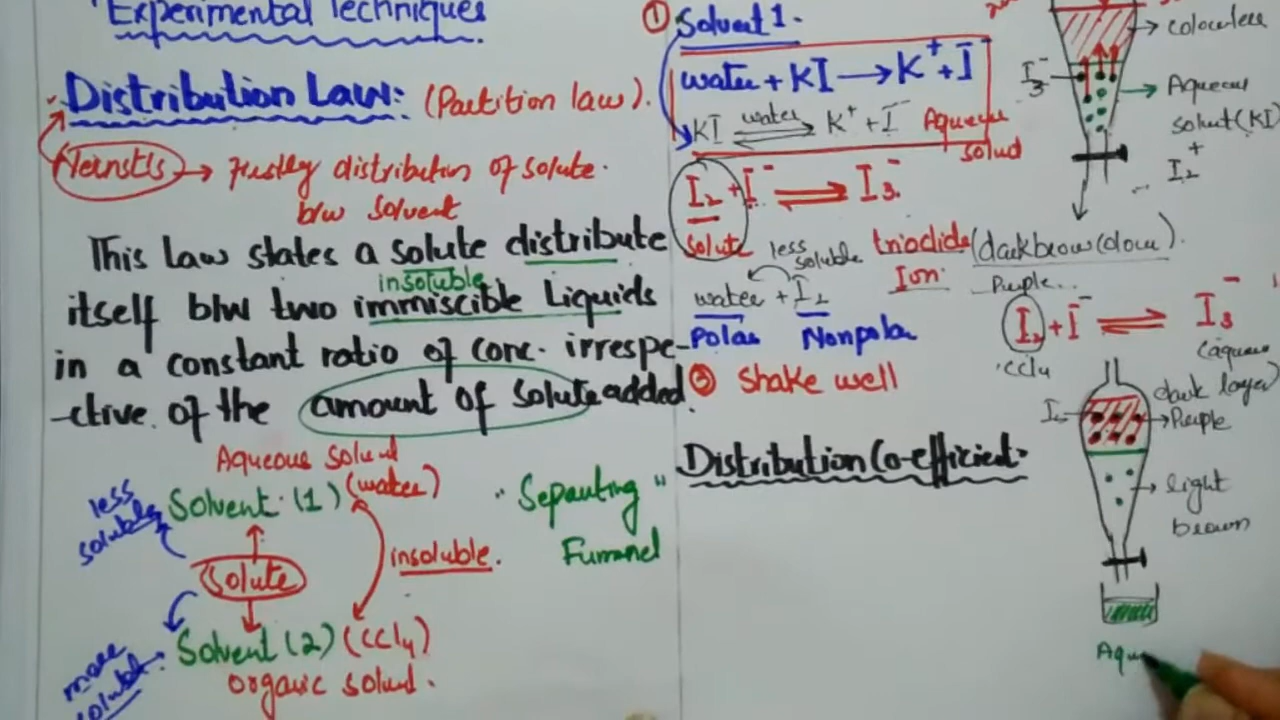 Experimental Techniques
Distribution Law: (Partition law).
Nernst's → firstly distribution of solute.
b/w solvent
This law states a solute distribute
insoluble
itself b/w two immiscible Liquids
in a constant ratio of conc. irrespe-
-ctive of the amount of solute added.
Aqueous solvent
Solvent (1) (water)
less
soluble
"Separating"
Funnel
solute
insoluble.
Solvent (2) (CCl4)
more
soluble
organic solvent.
① Solvent 1.
water + KI → K+ + I-
KI water ⇌ K+ + I-
Aqueous
solud
I2 + I- ⇌ I3-
solute
less
soluble
triodide (dark brow colour).
Ion.
water + I2
Polar Nonpolar
③ Shake well
Distribution Co-efficient:
→ colourless
I3-
→ Aqueous
solvent (KI)
+
I2
Purple...
I2 + I- ⇌ I3-
CCl4
(aqueous
dark layer)
I2
→ Purple
→ light
brown
Aqu